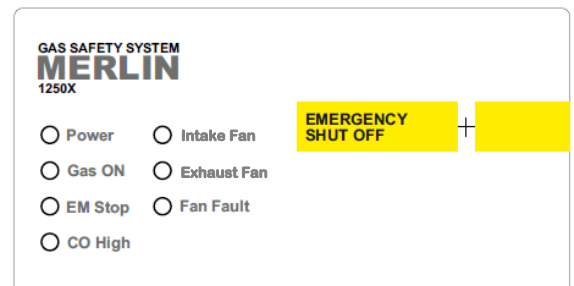 GAS SAFETY SYSTEM
MERLIN
1250X
EMERGENCY
SHUT OFF
Power
Intake Fan
Gas ON
Exhaust Fan
EM Stop
Fan Fault
CO High